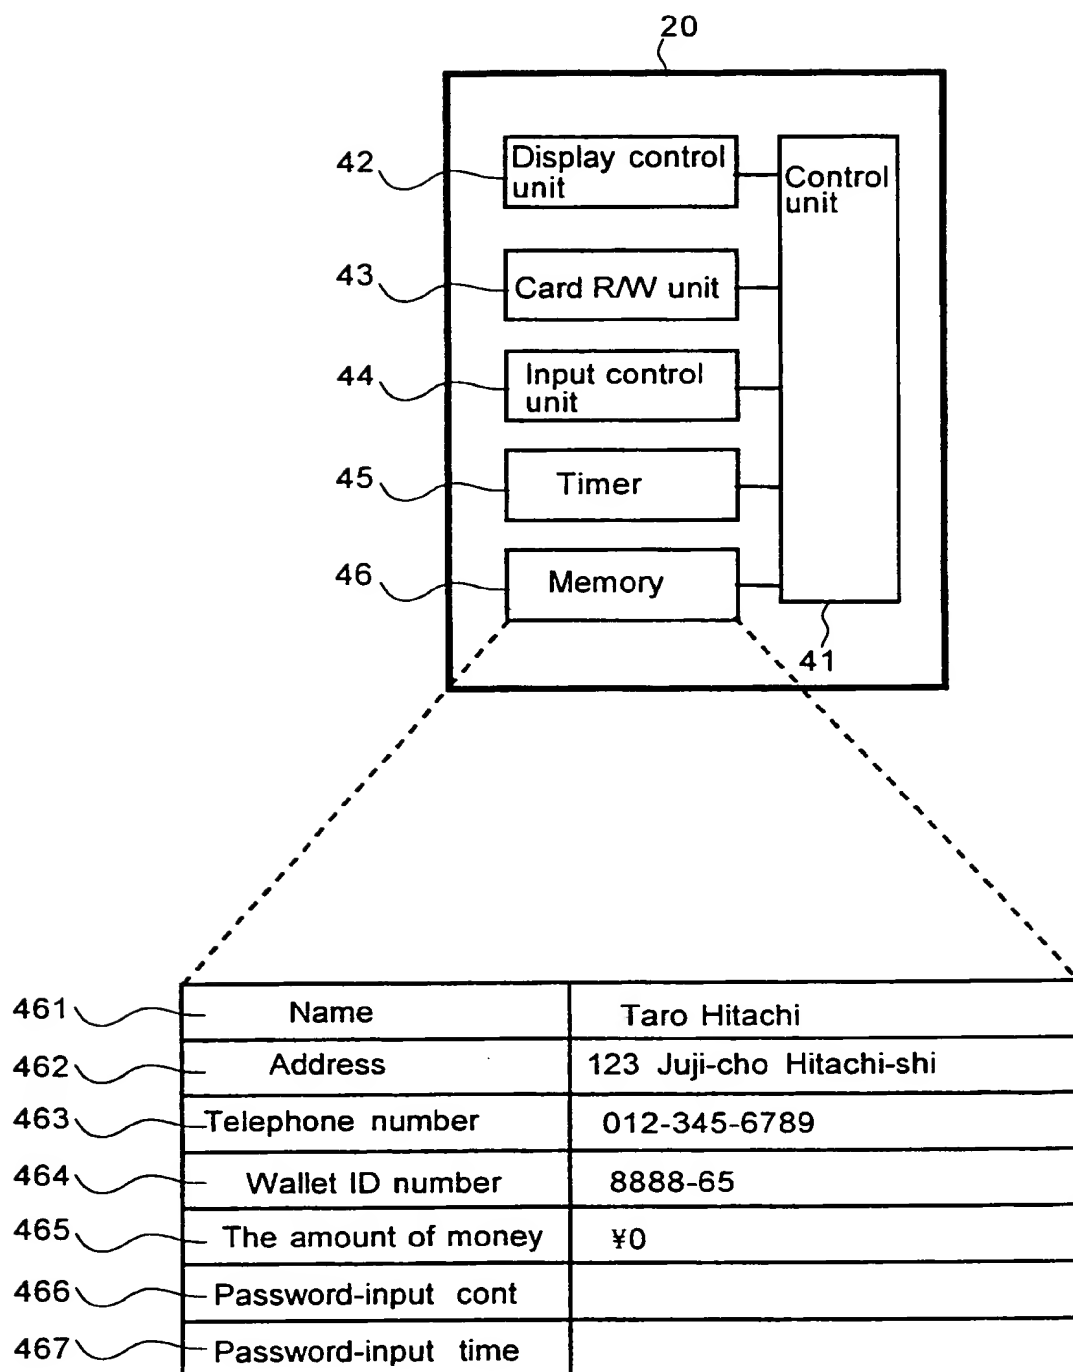 20
42 Display control
unit
Control
unit
43 Card R/W unit
44 Input control
unit
45 Timer
46 Memory
41
461 Name Taro Hitachi
462 Address 123 Juji-cho Hitachi-shi
463 Telephone number 012-345-6789
464 Wallet ID number 8888-65
465 The amount of money ¥0
466 Password-input cont
467 Password-input time